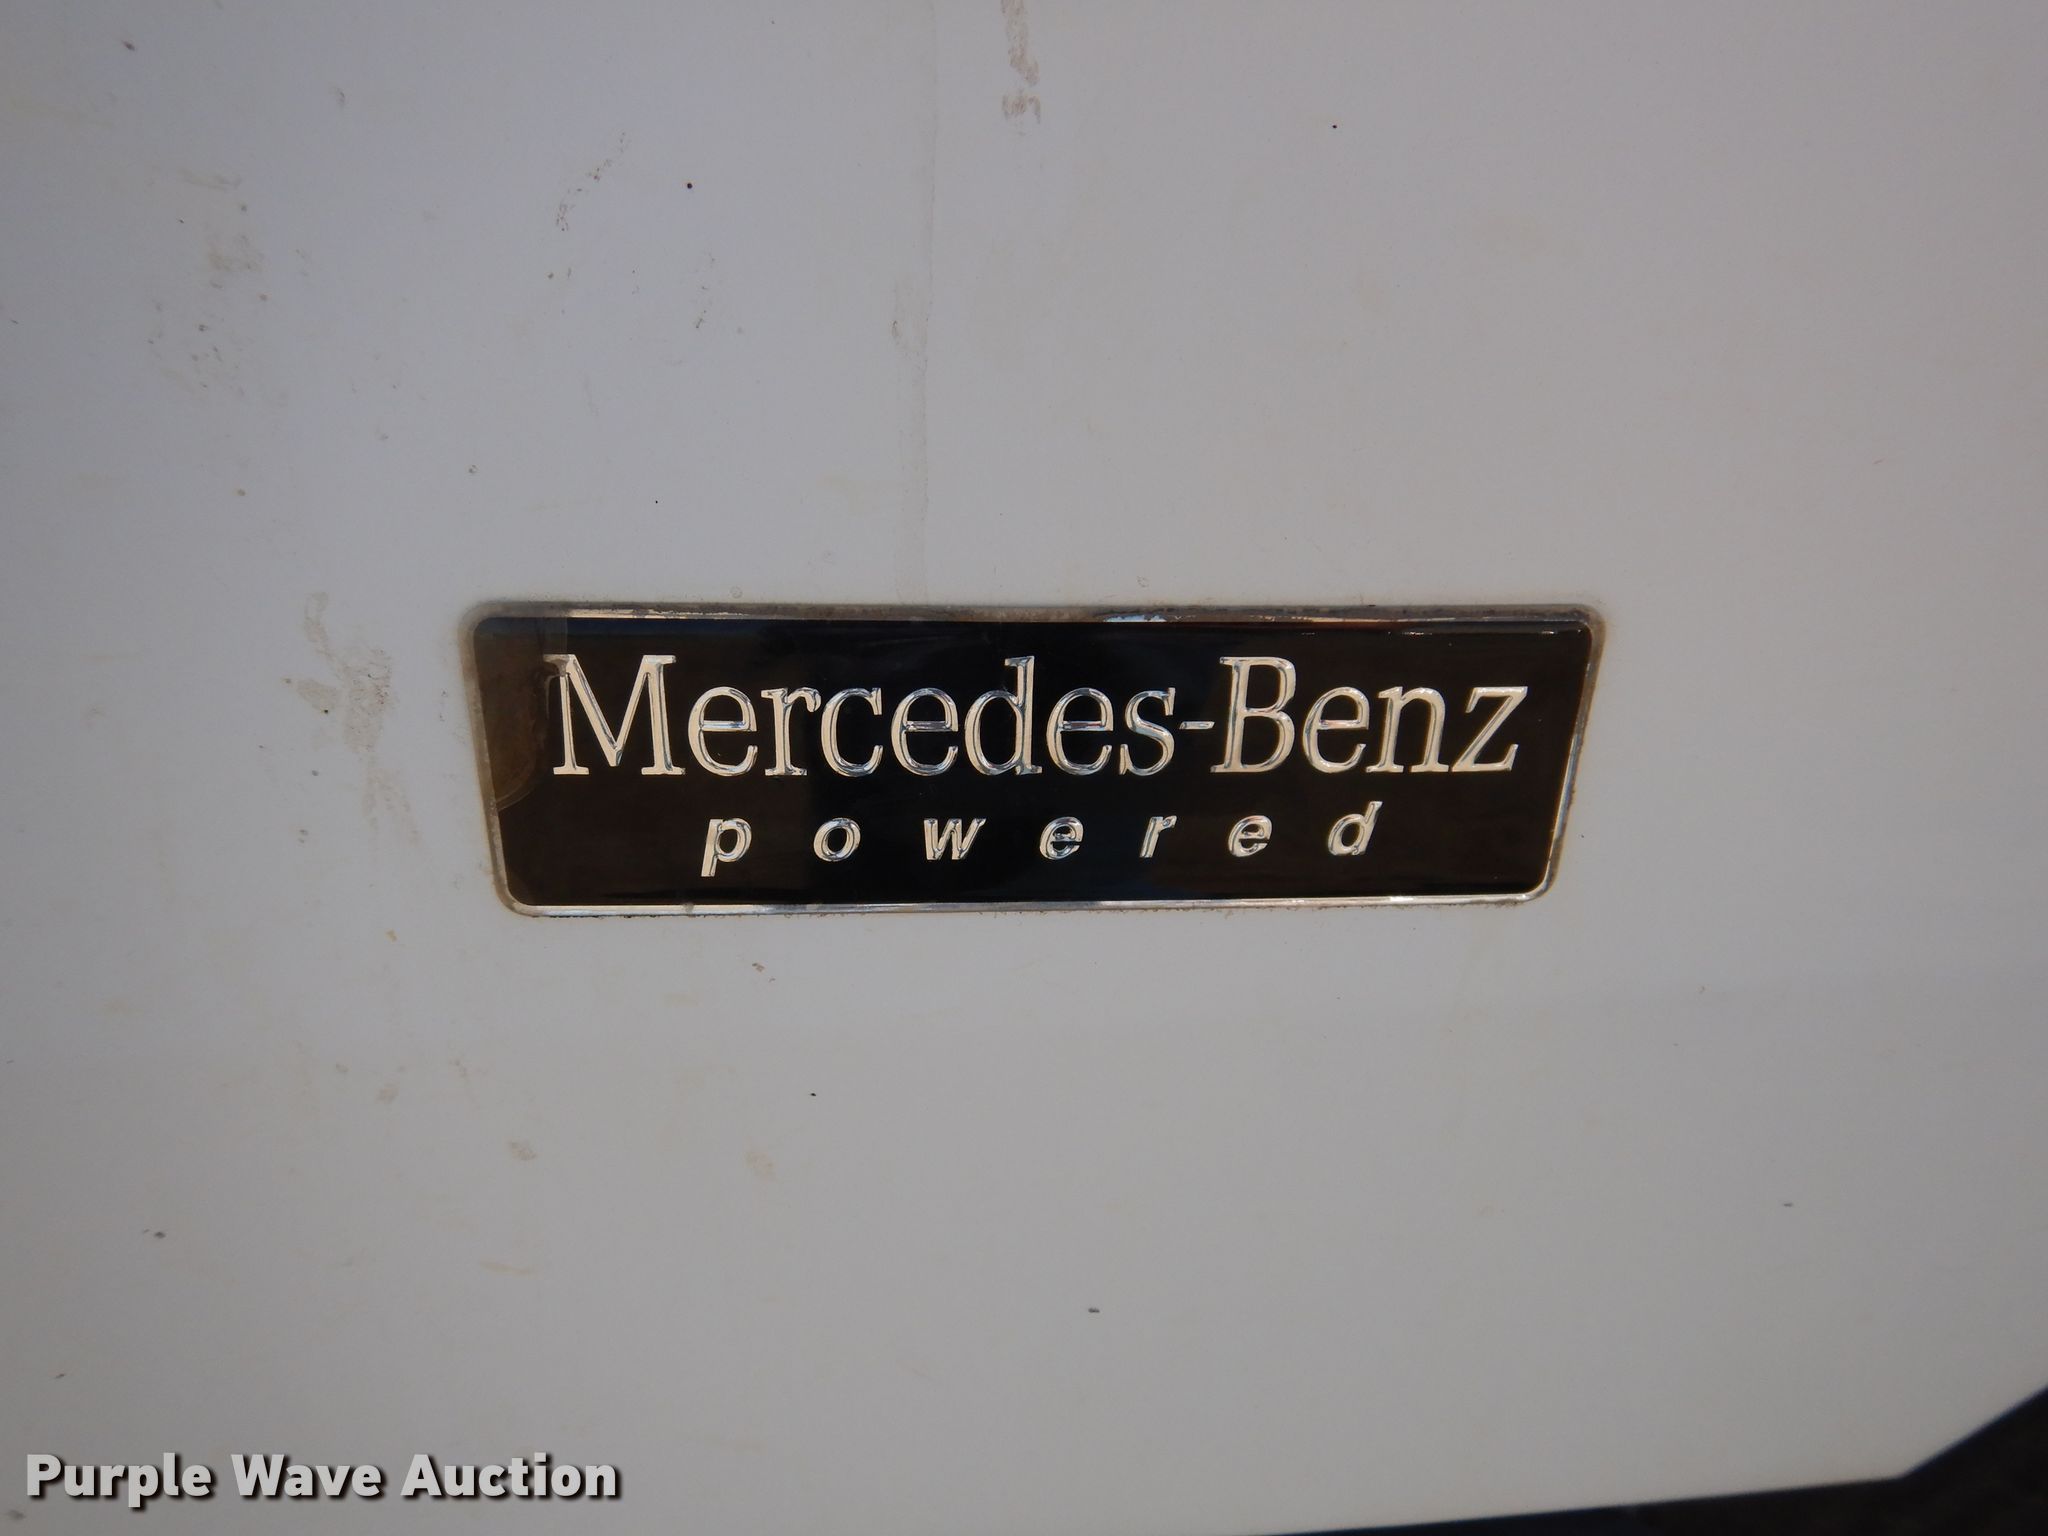 Mercedes-Benz
powered
Purple Wave Auction